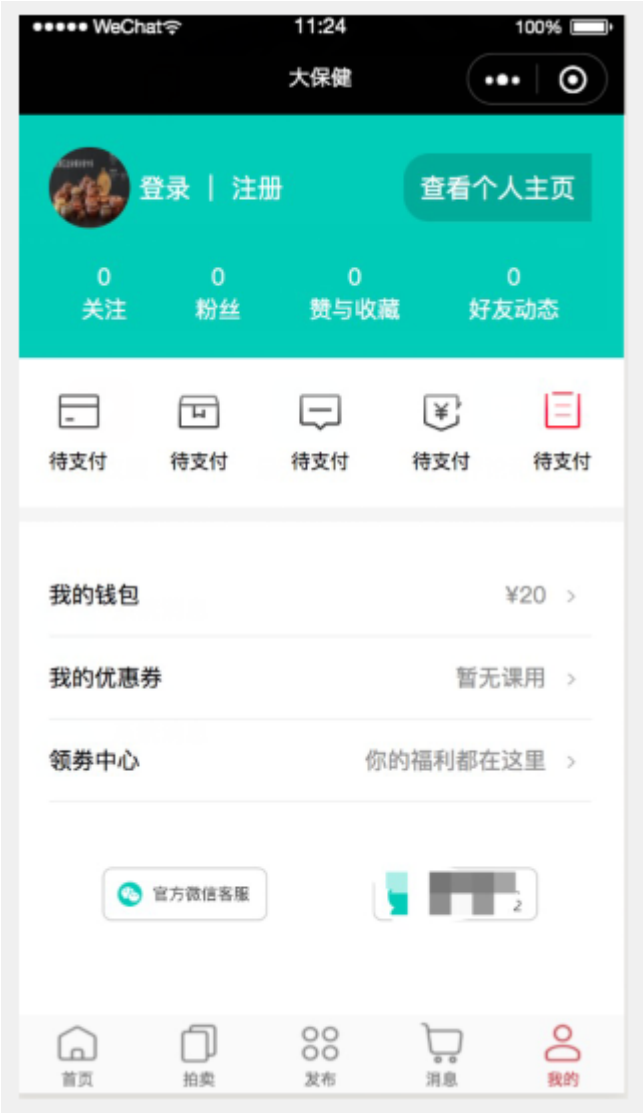 WeChat 11:24 100%
大保健
登录 | 注册 查看个人主页
0 0 0 0
关注 粉丝 赞与收藏 好友动态
待支付 待支付 待支付 待支付 待支付
我的钱包 ¥20
我的优惠券 暂无课用
领券中心 你的福利都在这里
官方微信客服 2
首页 拍卖 发布 消息 我的